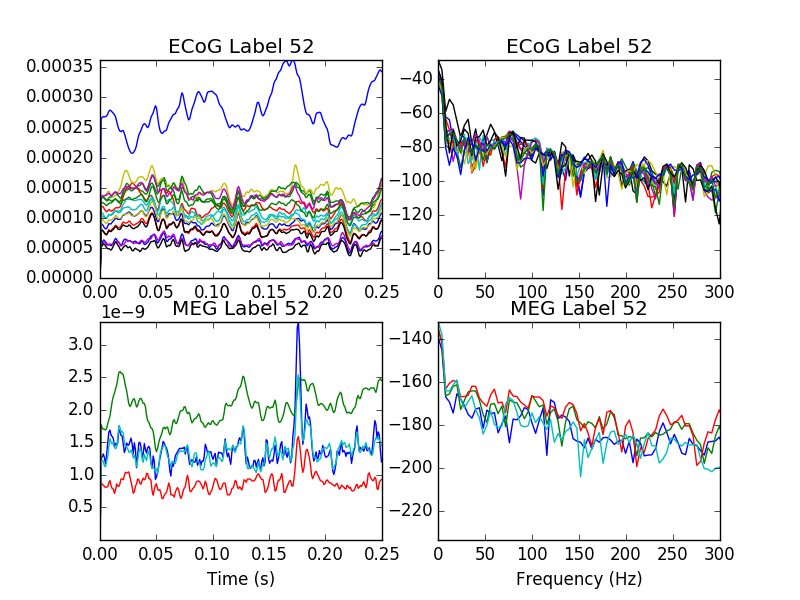 ECoG Label 52
0.00035
0.00030
0.00025
0.00020
0.00015
0.00010
0.00005
0.00000
0.00 0.05 0.10 0.15 0.20 0.25
ECoG Label 52
−40
−60
−80
−100
−120
−140
0 50 100 150 200 250 300
MEG Label 52
1e−9
3.0
2.5
2.0
1.5
1.0
0.5
0.00 0.05 0.10 0.15 0.20 0.25
Time (s)
MEG Label 52
−140
−160
−180
−200
−220
0 50 100 150 200 250 300
Frequency (Hz)